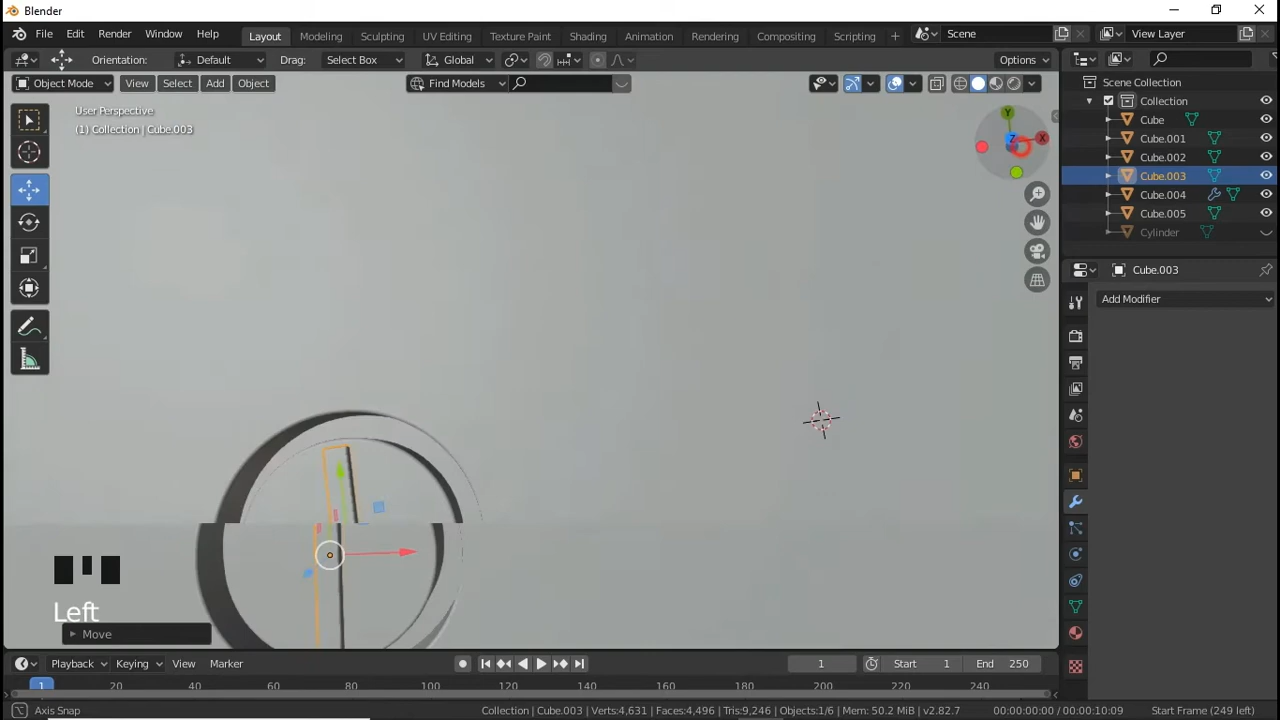 Blender
File Edit Render Window Help Layout Modeling Sculpting UV Editing Texture Paint Shading Animation Rendering Compositing Scripting + Scene View Layer
Orientation: Default Drag: Select Box Global Options
Object Mode View Select Add Object Find Models
User Perspective
(1) Collection | Cube.003
Y
X
Z
Scene Collection
Collection
Cube
Cube.001
Cube.002
Cube.003
Cube.004
Cube.005
Cylinder
Cube.003
Add Modifier
Left
Move
Playback Keying View Marker 1 Start 1 End 250
1 20 40 60 80 100 120 140 160 180 200 220 240
Axis Snap Collection | Cube.003 | Verts:4,631 | Faces:4,496 | Tris:9,246 | Objects:1/6 | Mem: 50.2 MiB | v2.82.7 00:00:00:00 / 00:00:10:09 Start Frame (249 left)